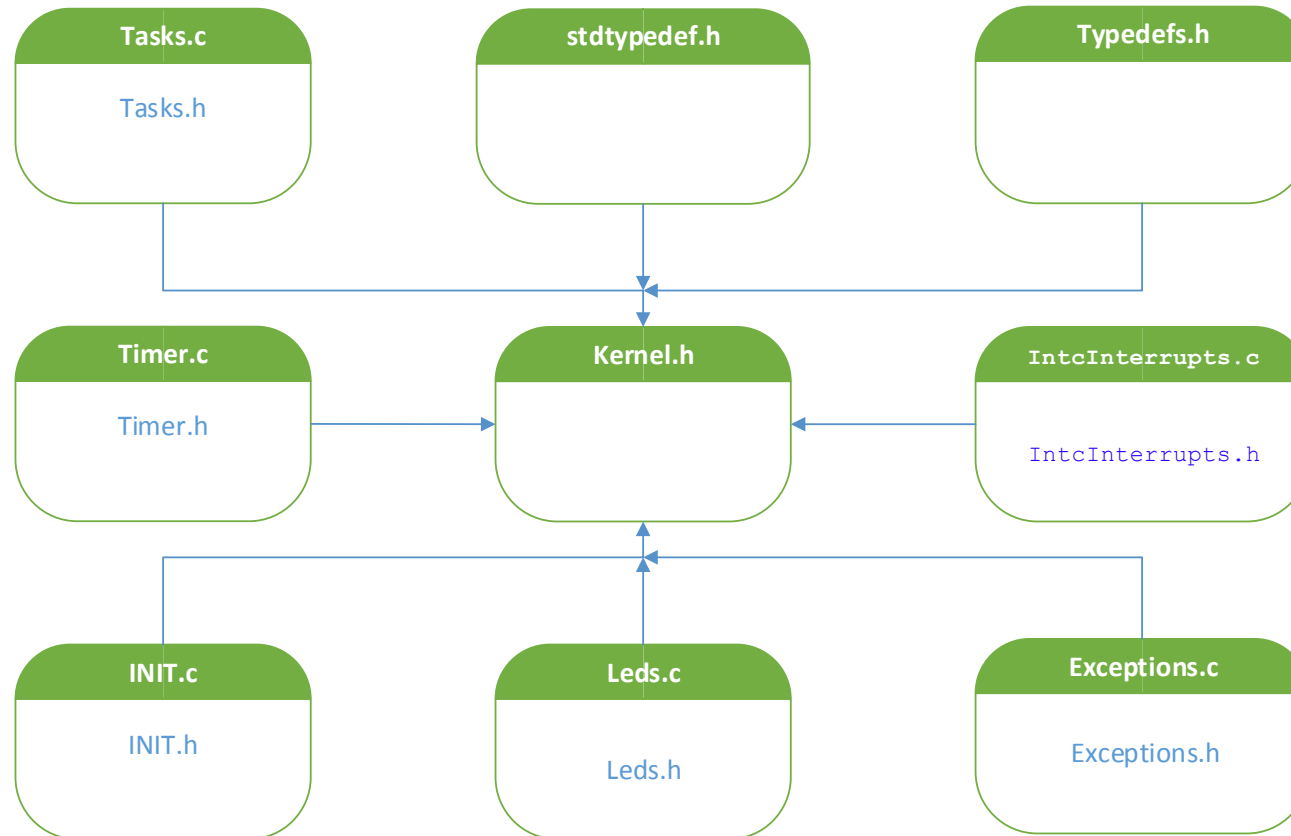 Tasks.c
Tasks.h
stdtypedef.h
Typedefs.h
Timer.c
Timer.h
Kernel.h
IntcInterrupts.c
IntcInterrupts.h
INIT.c
INIT.h
Leds.c
Leds.h
Exceptions.c
Exceptions.h